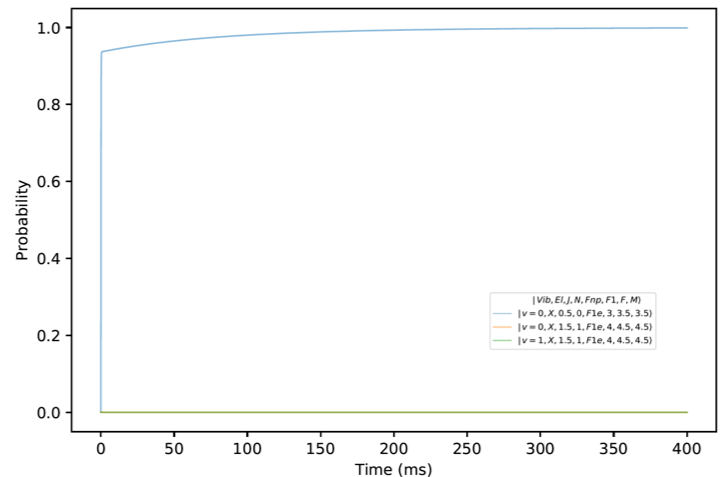 1.0
0.8
0.6
0.4
0.2
0.0
Probability
|Vib, El, J, N, Fnp, F1, F, M⟩
|v = 0, X, 0.5, 0, F1e, 3, 3.5, 3.5⟩
|v = 0, X, 1.5, 1, F1e, 4, 4.5, 4.5⟩
|v = 1, X, 1.5, 1, F1e, 4, 4.5, 4.5⟩
0 50 100 150 200 250 300 350 400
Time (ms)